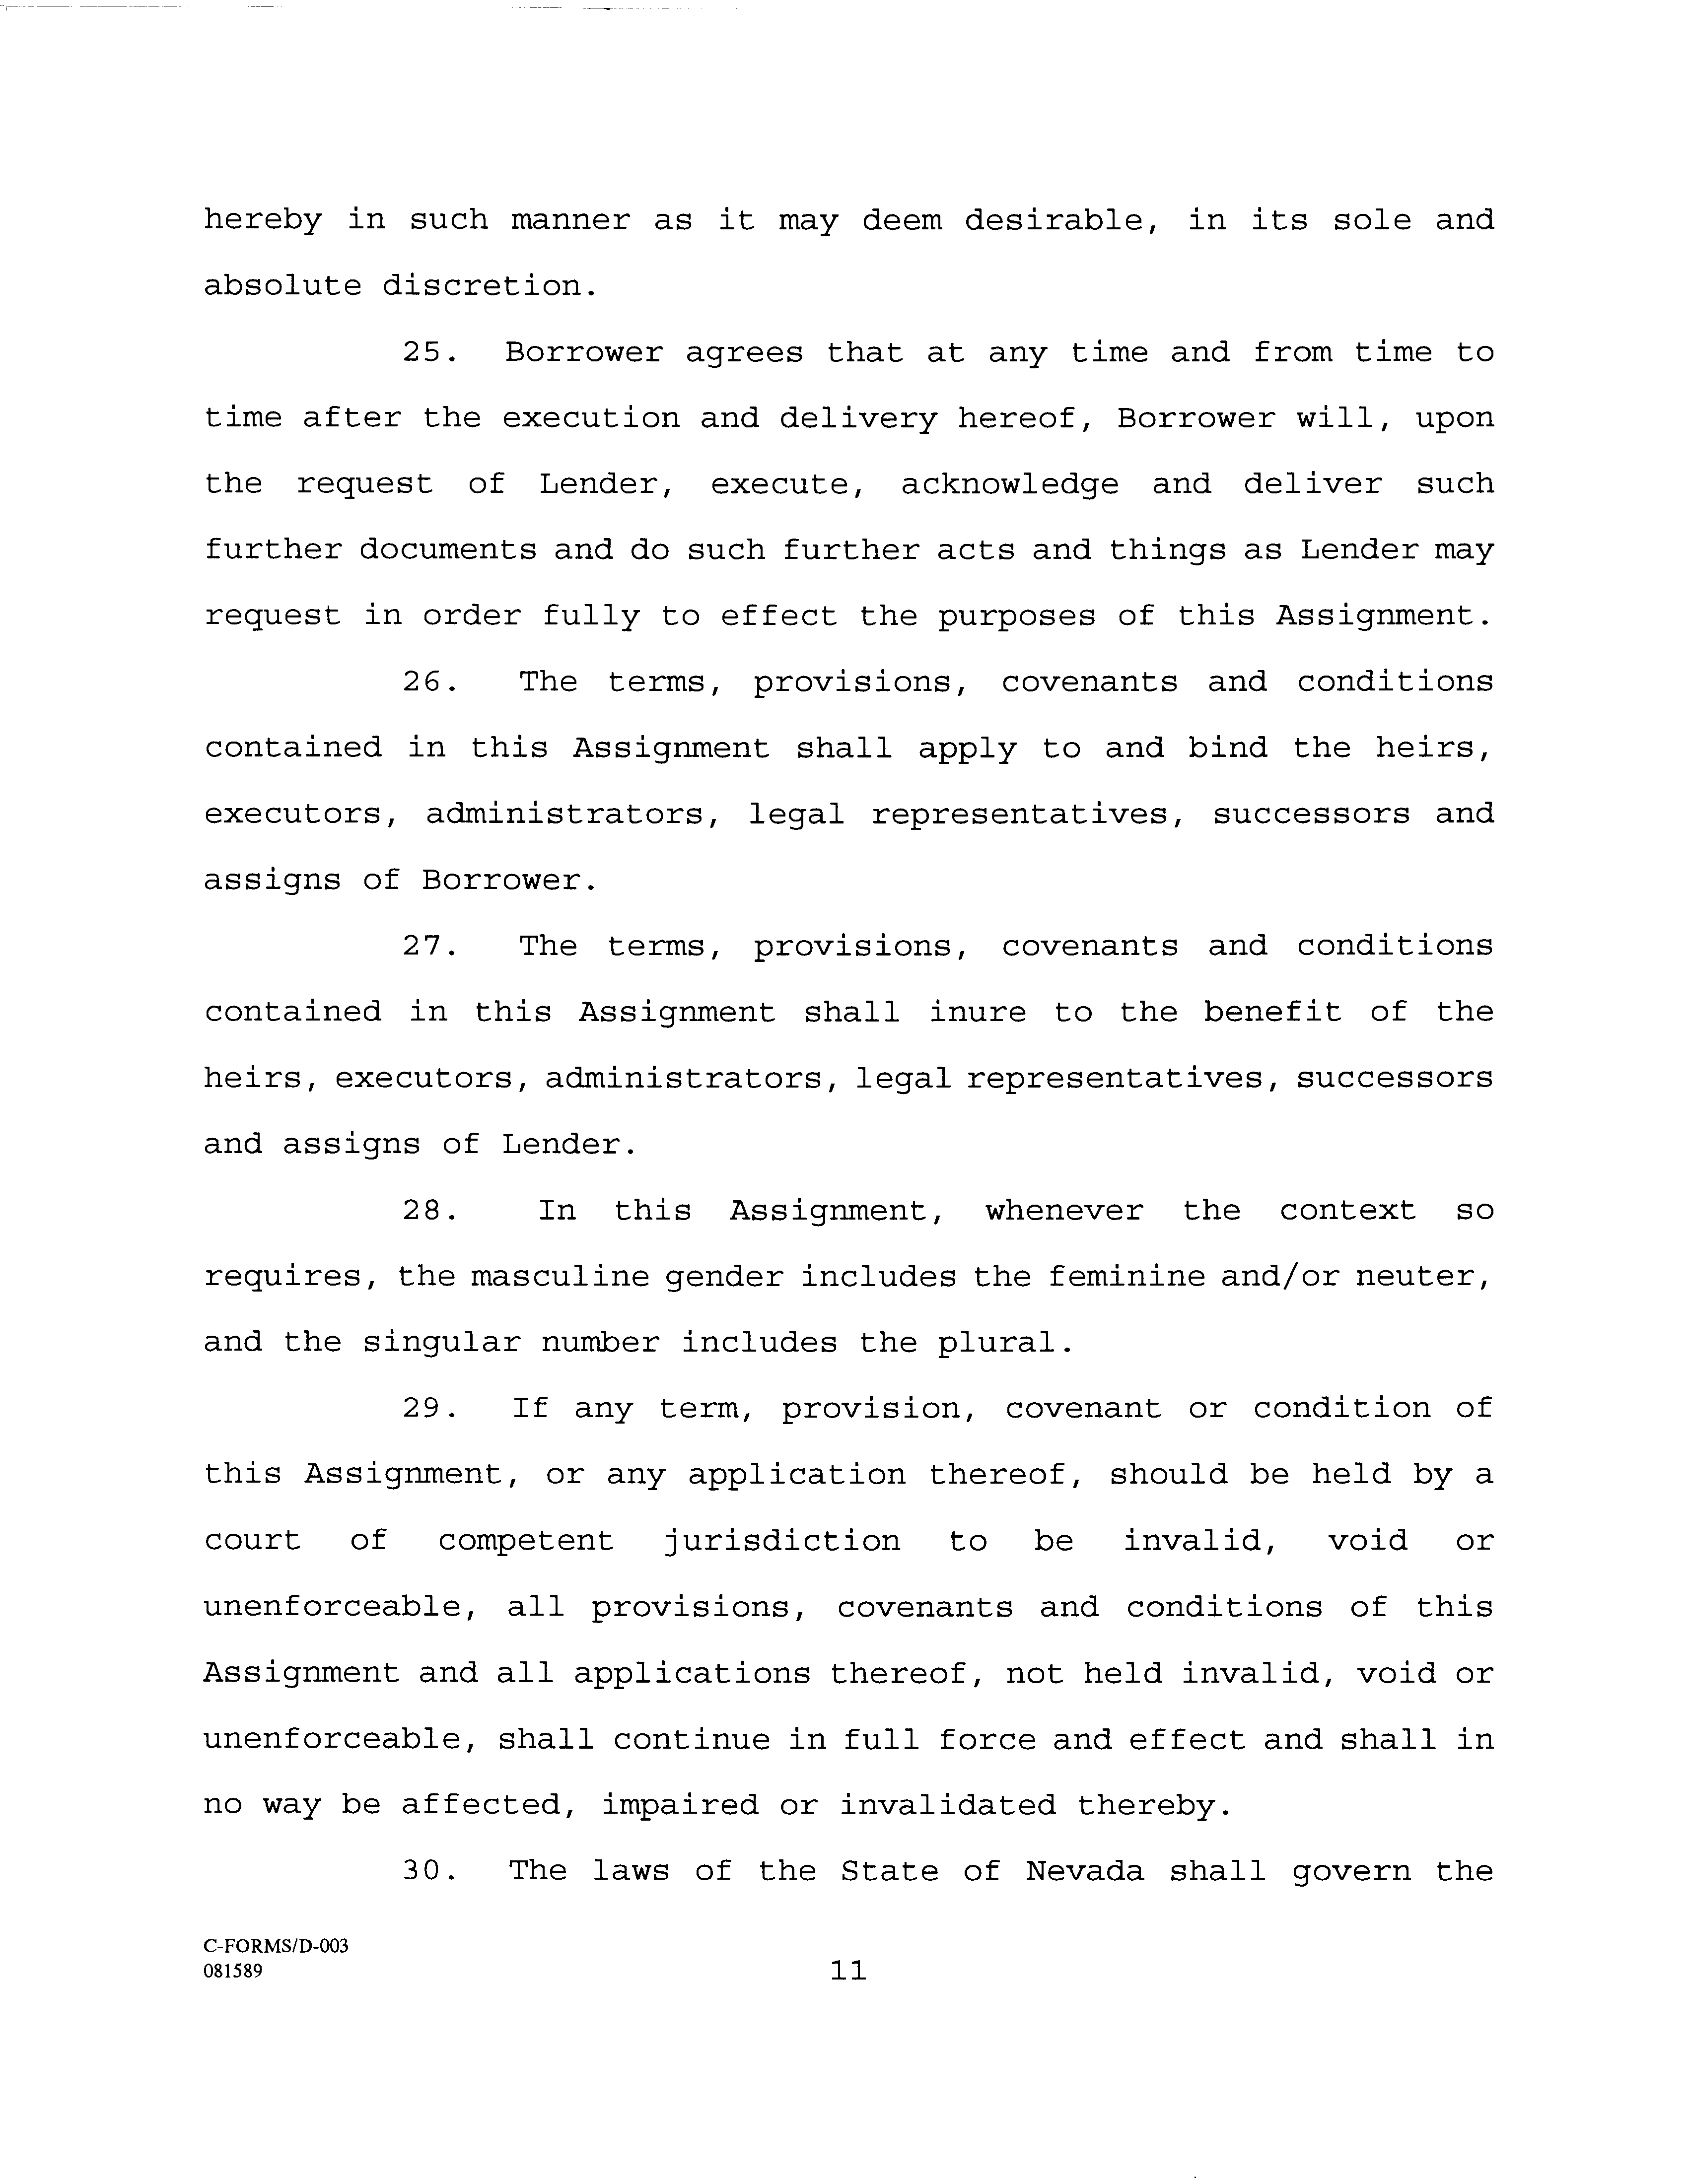 hereby in such manner as it may deem desirable, in its sole and
absolute discretion.
25. Borrower agrees that at any time and from time to
time after the execution and delivery hereof, Borrower will, upon
the request of Lender, execute, acknowledge and deliver such
further documents and do such further acts and things as Lender may
request in order fully to effect the purposes of this Assignment.
26. The terms, provisions, covenants and conditions
contained in this Assignment shall apply to and bind the heirs,
executors, administrators, legal representatives, successors and
assigns of Borrower.
27. The terms, provisions, covenants and conditions
contained in this Assignment shall inure to the benefit of the
heirs, executors, administrators, legal representatives, successors
and assigns of Lender.
28. In this Assignment, whenever the context so
requires, the masculine gender includes the feminine and/or neuter,
and the singular number includes the plural.
29. If any term, provision, covenant or condition of
this Assignment, or any application thereof, should be held by a
court of competent jurisdiction to be invalid, void or
unenforceable, all provisions, covenants and conditions of this
Assignment and all applications thereof, not held invalid, void or
unenforceable, shall continue in full force and effect and shall in
no way be affected, impaired or invalidated thereby.
30. The laws of the State of Nevada shall govern the
C-FORMS/D-003
081589
11